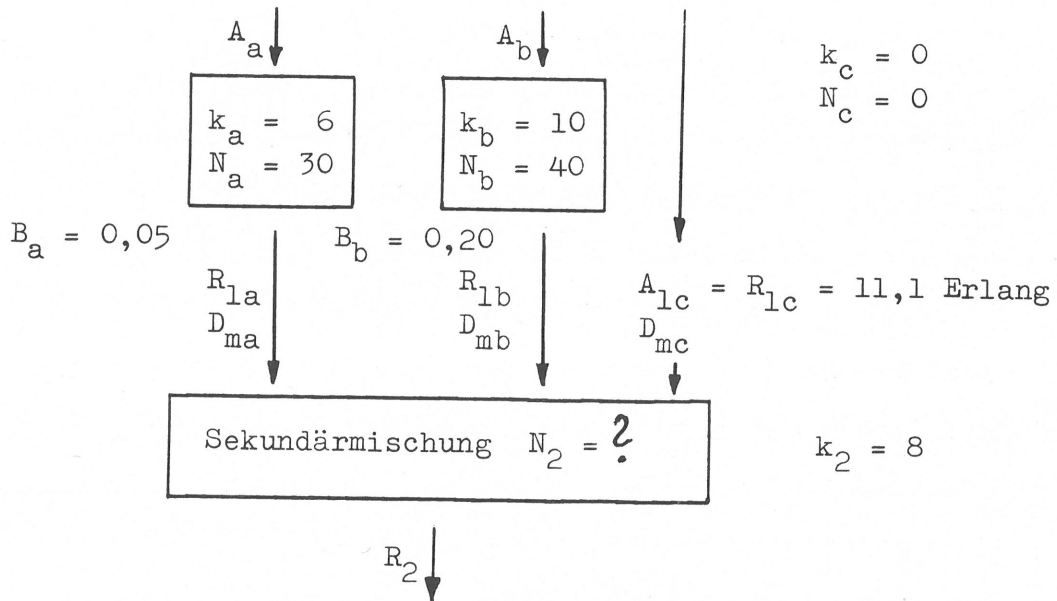 A_a
A_b
k_c = 0
N_c = 0
k_a = 6
N_a = 30
k_b = 10
N_b = 40
B_a = 0,05
B_b = 0,20
R_1a
D_ma
R_1b
D_mb
A_1c = R_1c = 11,1 Erlang
D_mc
Sekundärmischung N_2 = ?
k_2 = 8
R_2